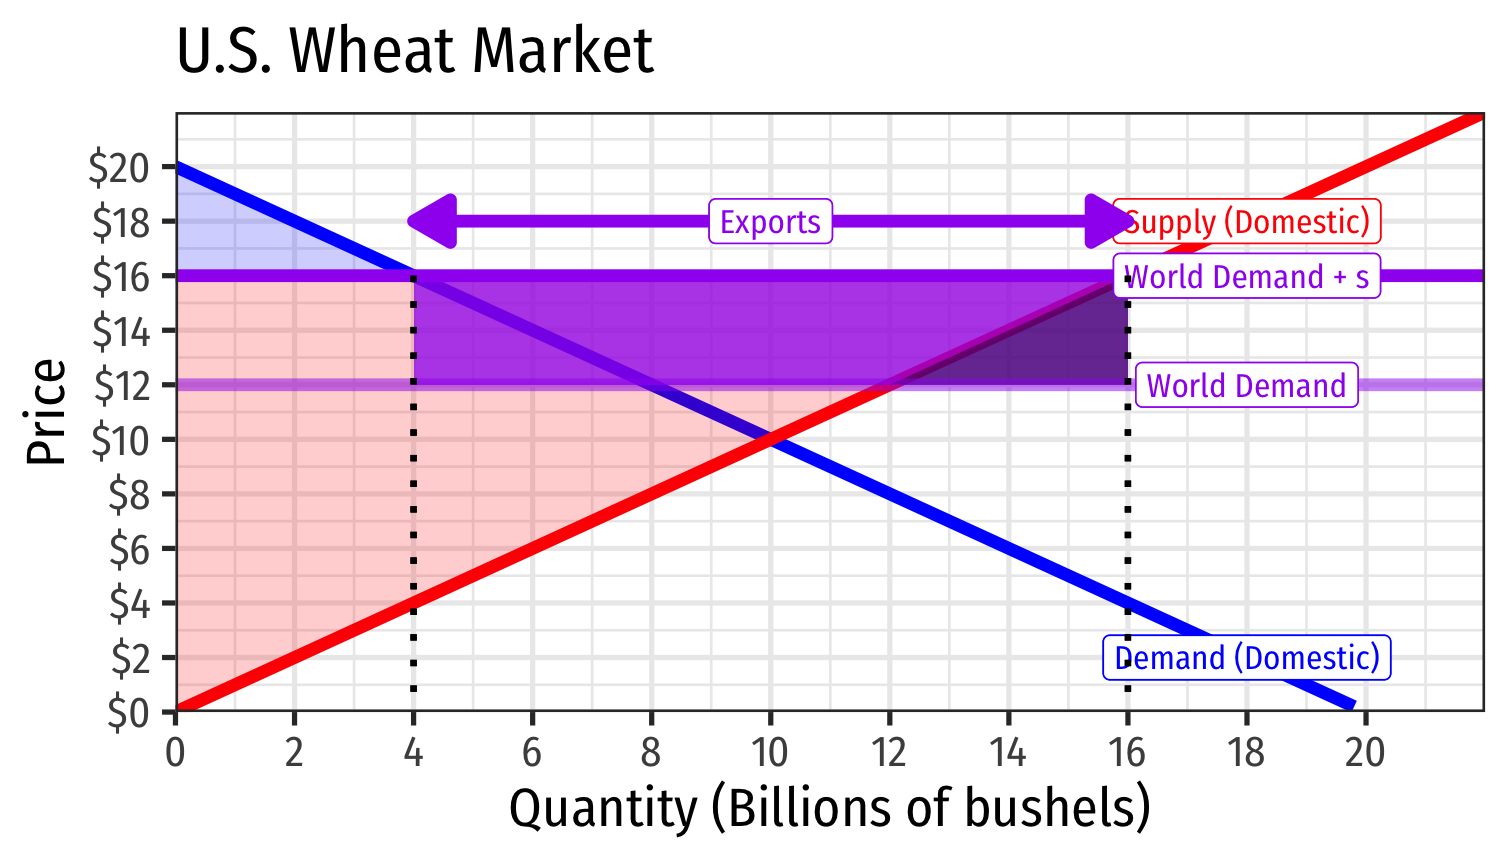 U.S. Wheat Market
Price
$20
$18
$16
$14
$12
$10
$8
$6
$4
$2
$0
Exports
Supply (Domestic)
World Demand + s
World Demand
Demand (Domestic)
0 2 4 6 8 10 12 14 16 18 20
Quantity (Billions of bushels)